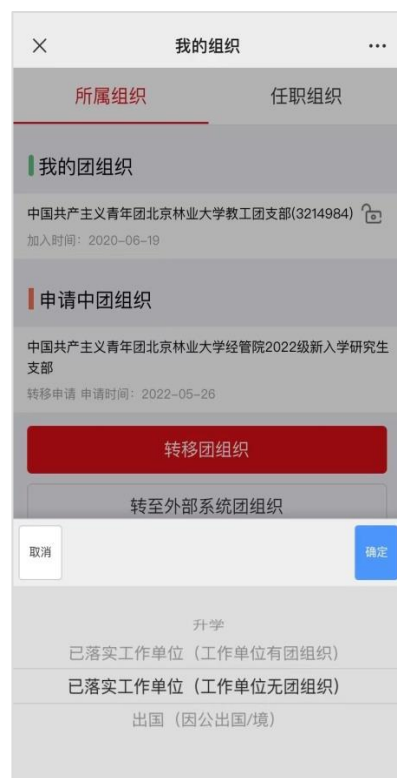 我的组织
所属组织 任职组织
我的团组织
中国共产主义青年团北京林业大学教工团支部(3214984)
加入时间：2020-06-19
申请中团组织
中国共产主义青年团北京林业大学经管院2022级新入学研究生
支部
转移申请 申请时间：2022-05-26
转移团组织
转至外部系统团组织
取消 确定
升学
已落实工作单位（工作单位有团组织）
已落实工作单位（工作单位无团组织）
出国（因公出国/境）